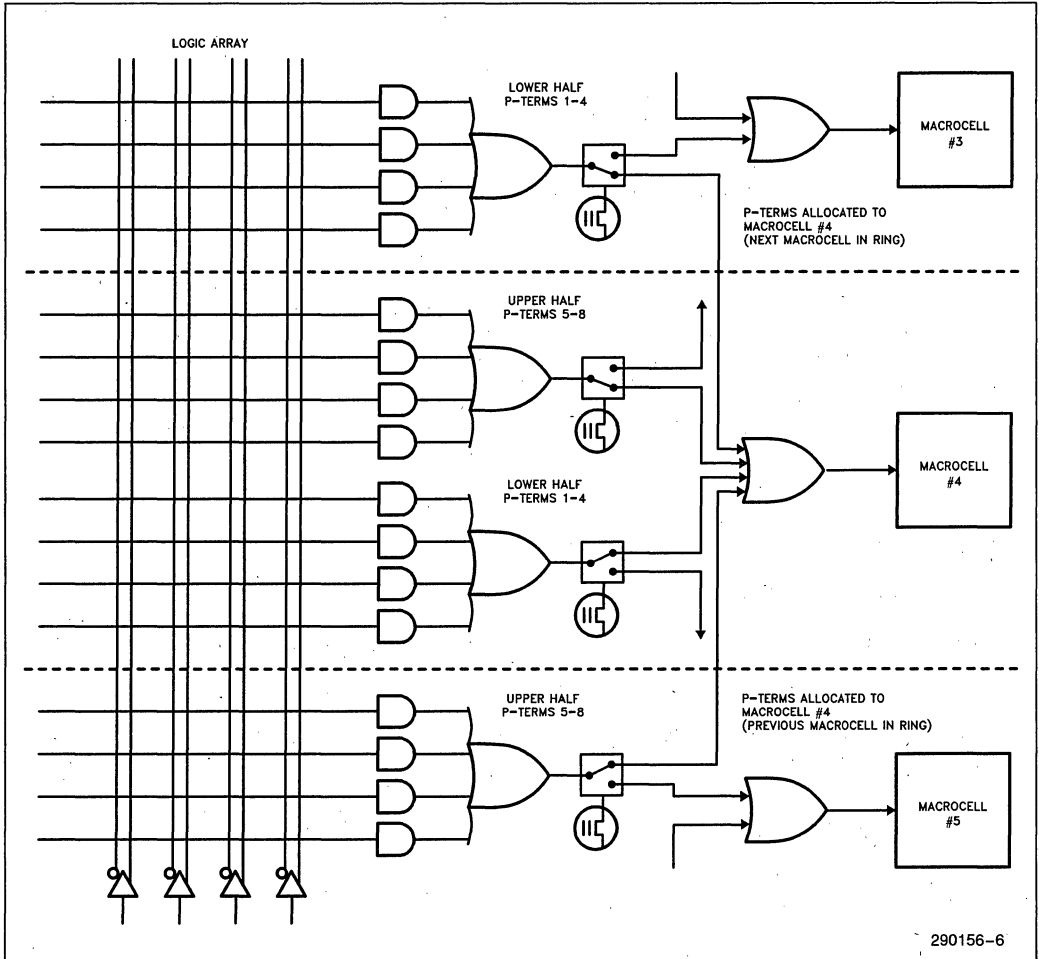 LOGIC ARRAY
LOWER HALF
P-TERMS 1-4
MACROCELL
#3
P-TERMS ALLOCATED TO
MACROCELL #4
(NEXT MACROCELL IN RING)
UPPER HALF
P-TERMS 5-8
MACROCELL
#4
LOWER HALF
P-TERMS 1-4
UPPER HALF
P-TERMS 5-8
P-TERMS ALLOCATED TO
MACROCELL #4
(PREVIOUS MACROCELL IN RING)
MACROCELL
#5
290156-6